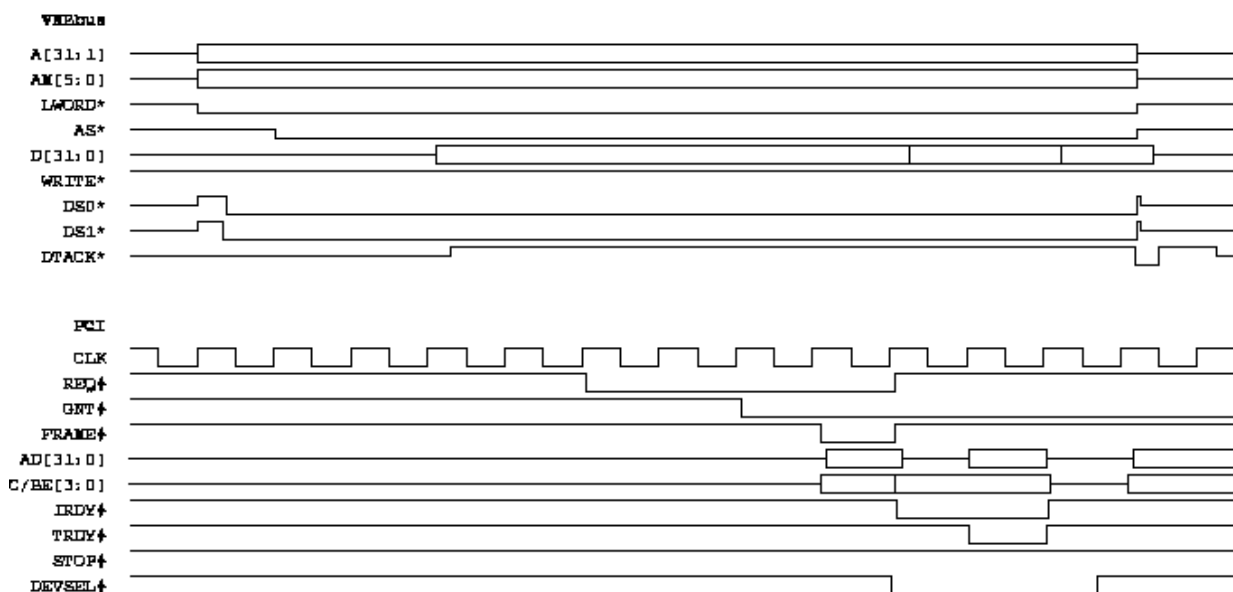 VMEbus
A[31:1]
AM[5:0]
LWORD*
AS*
D[31:0]
WRITE*
DS0*
DS1*
DTACK*
PCI
CLK
REQ#
GNT#
FRAME#
AD[31:0]
C/BE[3:0]
IRDY#
TRDY#
STOP#
DEVSEL#